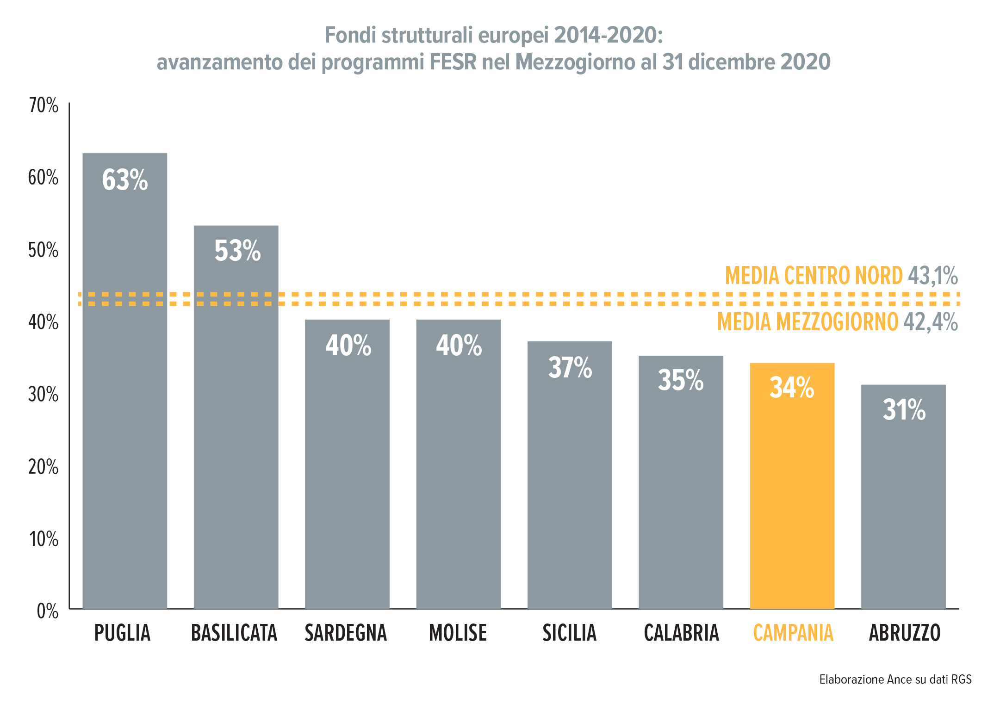 Fondi strutturali europei 2014-2020:
avanzamento dei programmi FESR nel Mezzogiorno al 31 dicembre 2020
70%
60%
50%
40%
30%
20%
10%
0%
63%
53%
40%
40%
37%
35%
34%
31%
MEDIA CENTRO NORD 43,1%
MEDIA MEZZOGIORNO 42,4%
PUGLIA
BASILICATA
SARDEGNA
MOLISE
SICILIA
CALABRIA
CAMPANIA
ABRUZZO
Elaborazione Ance su dati RGS